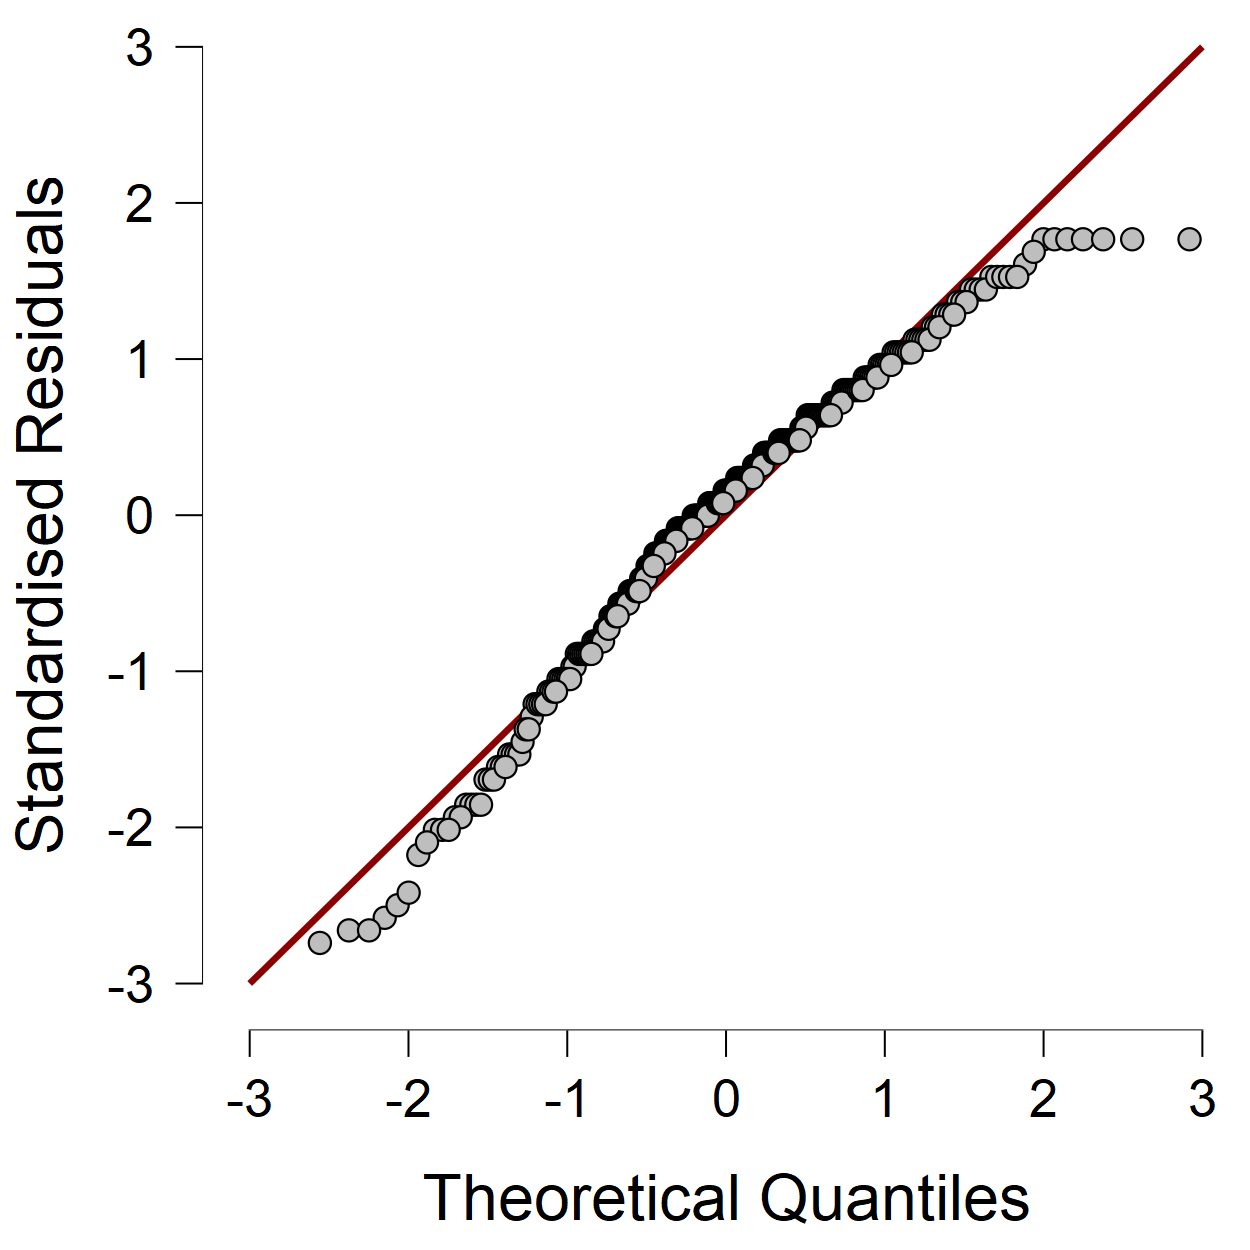 Standardised Residuals
3
2
1
0
-1
-2
-3
-3 -2 -1 0 1 2 3
Theoretical Quantiles